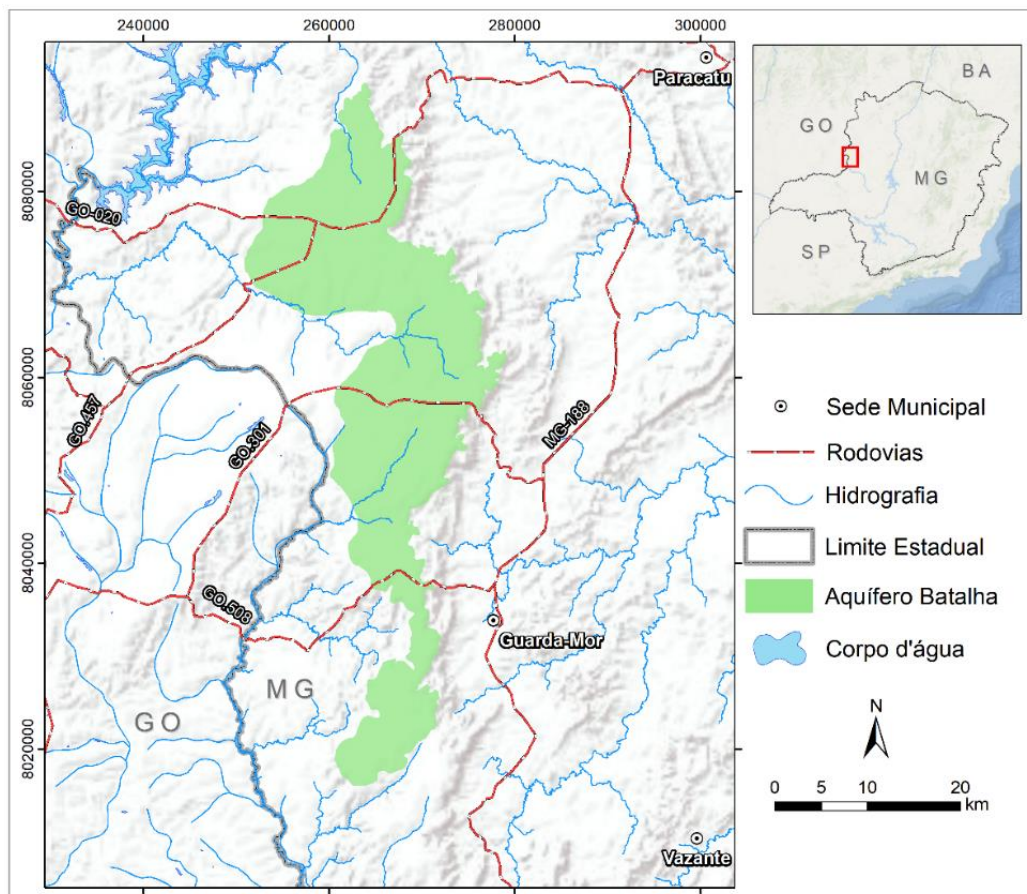 240000
260000
280000
300000
Paracatu
BA
GO
MG
SP
8080000
GO-020
8060000
GO.457
GO.301
MG-188
Sede Municipal
Rodovias
Hidrografia
Limite Estadual
Aquífero Batalha
Corpo d'água
8040000
GO.508
Guarda-Mor
MG
GO
N
8020000
0 5 10 20
km
Vazante